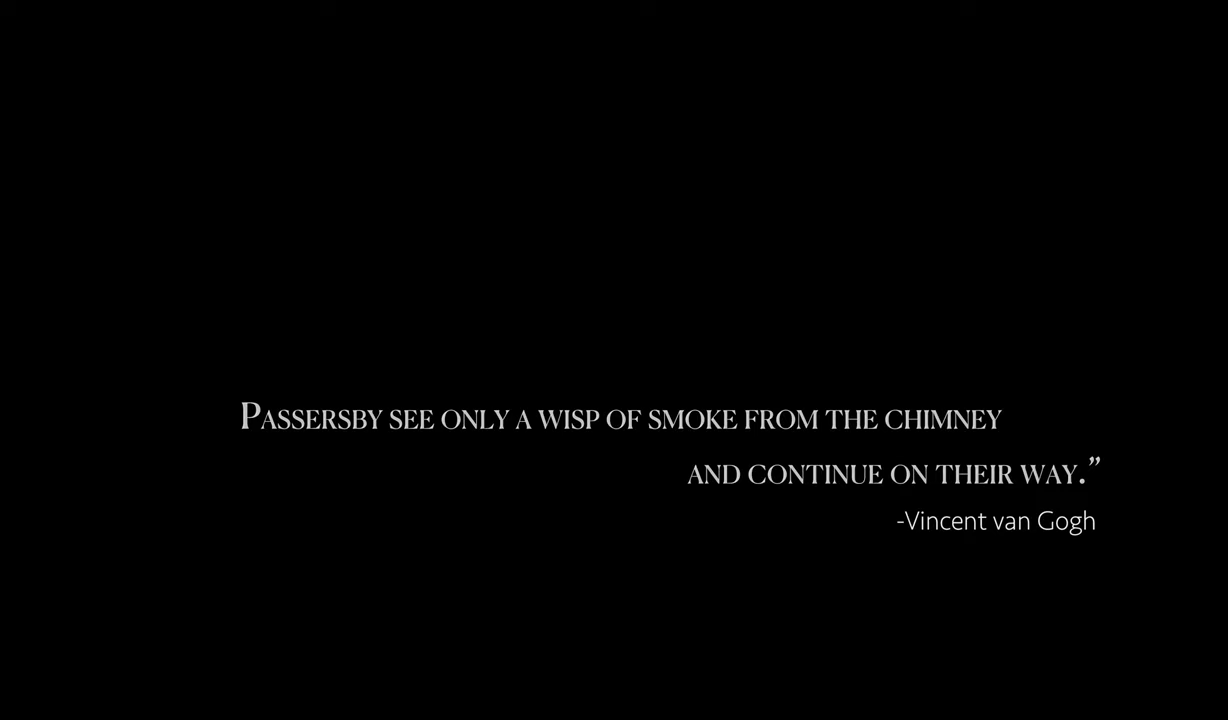 Passersby see only a wisp of smoke from the chimney
and continue on their way.”
-Vincent van Gogh